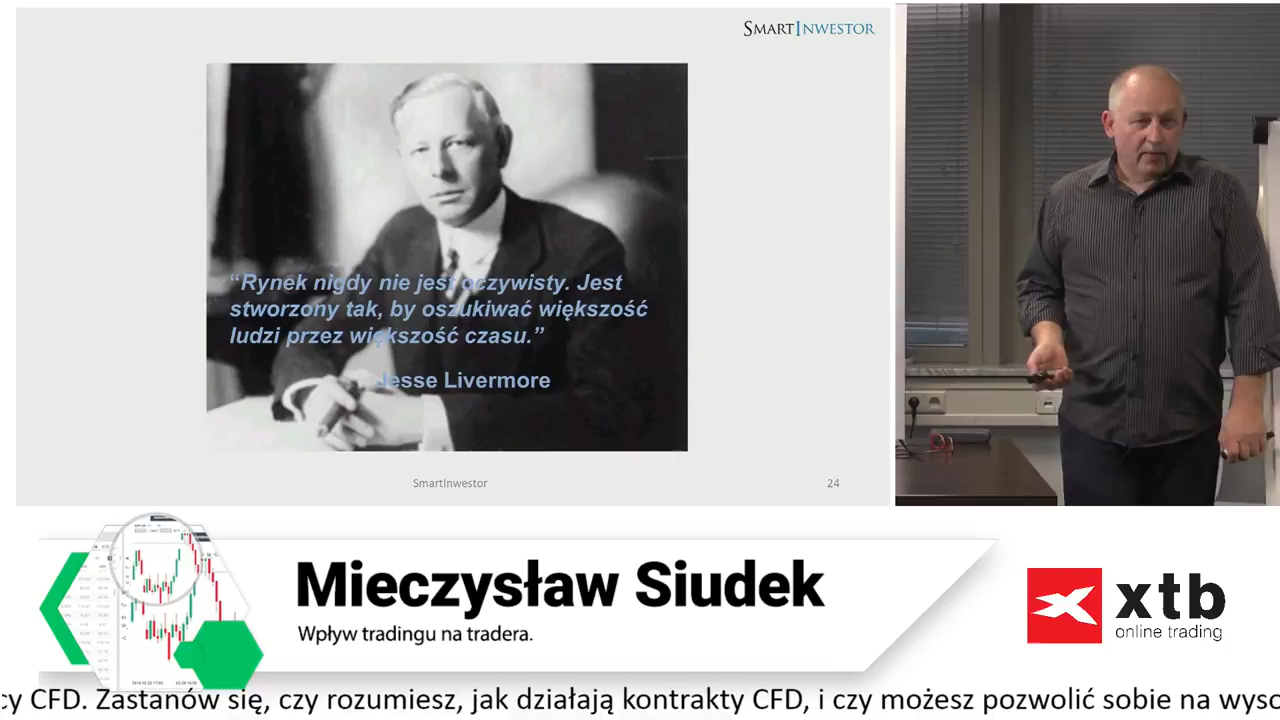 SMARTINWESTOR
“Rynek nigdy nie jest oczywisty. Jest
stworzony tak, by oszukiwać większość
ludzi przez większość czasu.”
Jesse Livermore
SmartInwestor
24
Mieczysław Siudek
Wpływ tradingu na tradera.
xtb
online trading
cy CFD. Zastanów się, czy rozumiesz, jak działają kontrakty CFD, i czy możesz pozwolić sobie na wyso